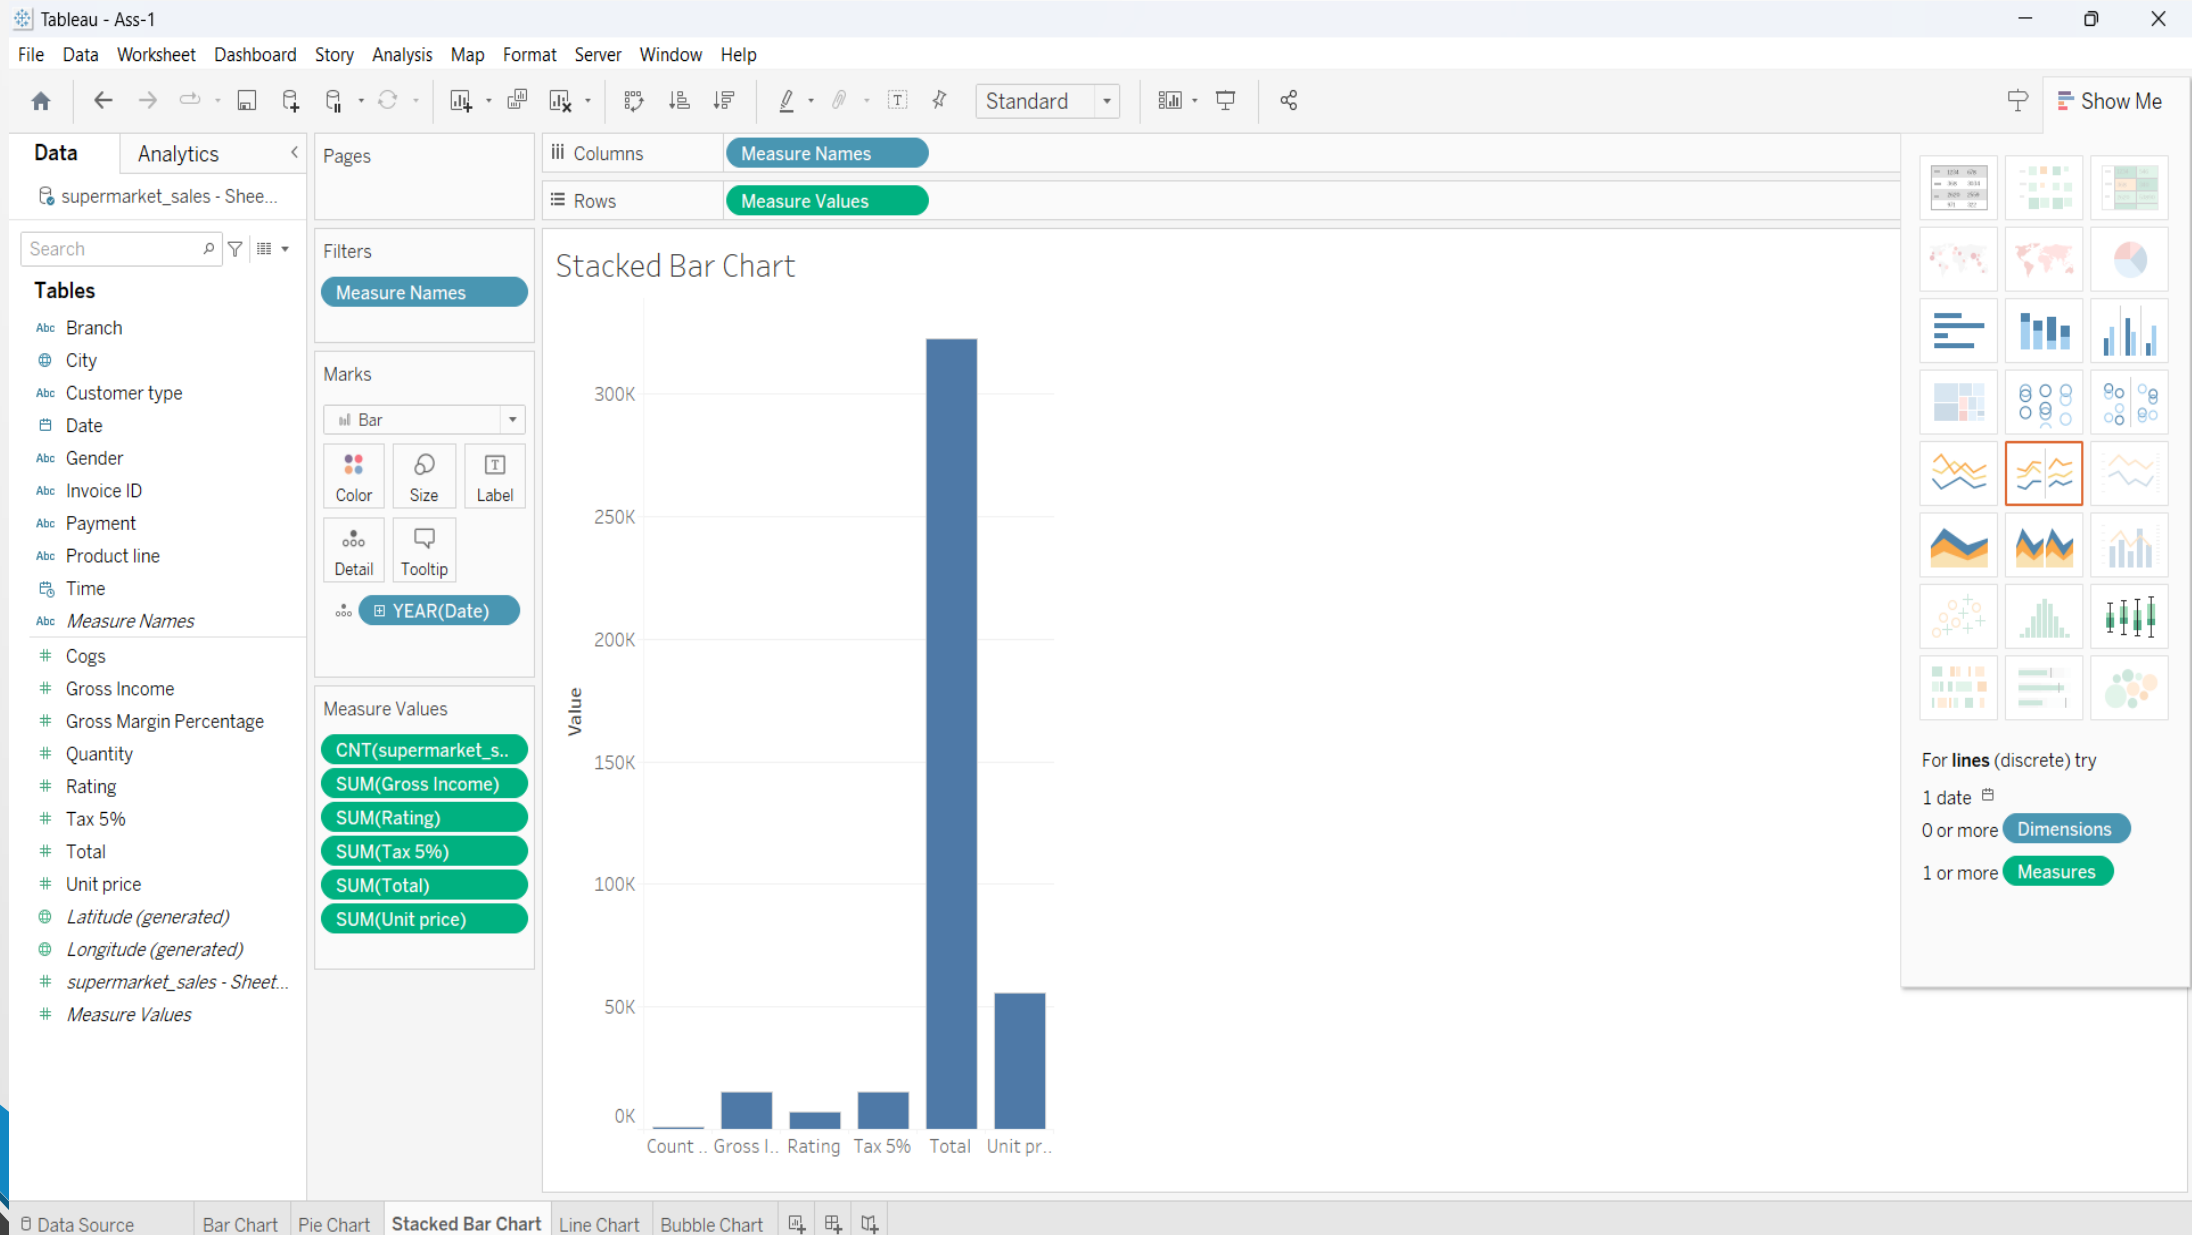 Tableau - Ass-1
File Data Worksheet Dashboard Story Analysis Map Format Server Window Help
Standard
Show Me
Data
Analytics
supermarket_sales - Shee...
Search
Tables
Abc Branch
City
Abc Customer type
Date
Abc Gender
Abc Invoice ID
Abc Payment
Abc Product line
Time
Abc Measure Names
# Cogs
# Gross Income
# Gross Margin Percentage
# Quantity
# Rating
# Tax 5%
# Total
# Unit price
Latitude (generated)
Longitude (generated)
# supermarket_sales - Sheet...
# Measure Values
Pages
Filters
Measure Names
Marks
Bar
Color Size Label
Detail Tooltip
YEAR(Date)
Measure Values
CNT(supermarket_s..
SUM(Gross Income)
SUM(Rating)
SUM(Tax 5%)
SUM(Total)
SUM(Unit price)
Columns Measure Names
Rows Measure Values
Stacked Bar Chart
300K
250K
200K
150K
100K
50K
0K
Value
Count .. Gross I.. Rating Tax 5% Total Unit pr..
For lines (discrete) try
1 date
0 or more Dimensions
1 or more Measures
Data Source Bar Chart Pie Chart Stacked Bar Chart Line Chart Bubble Chart